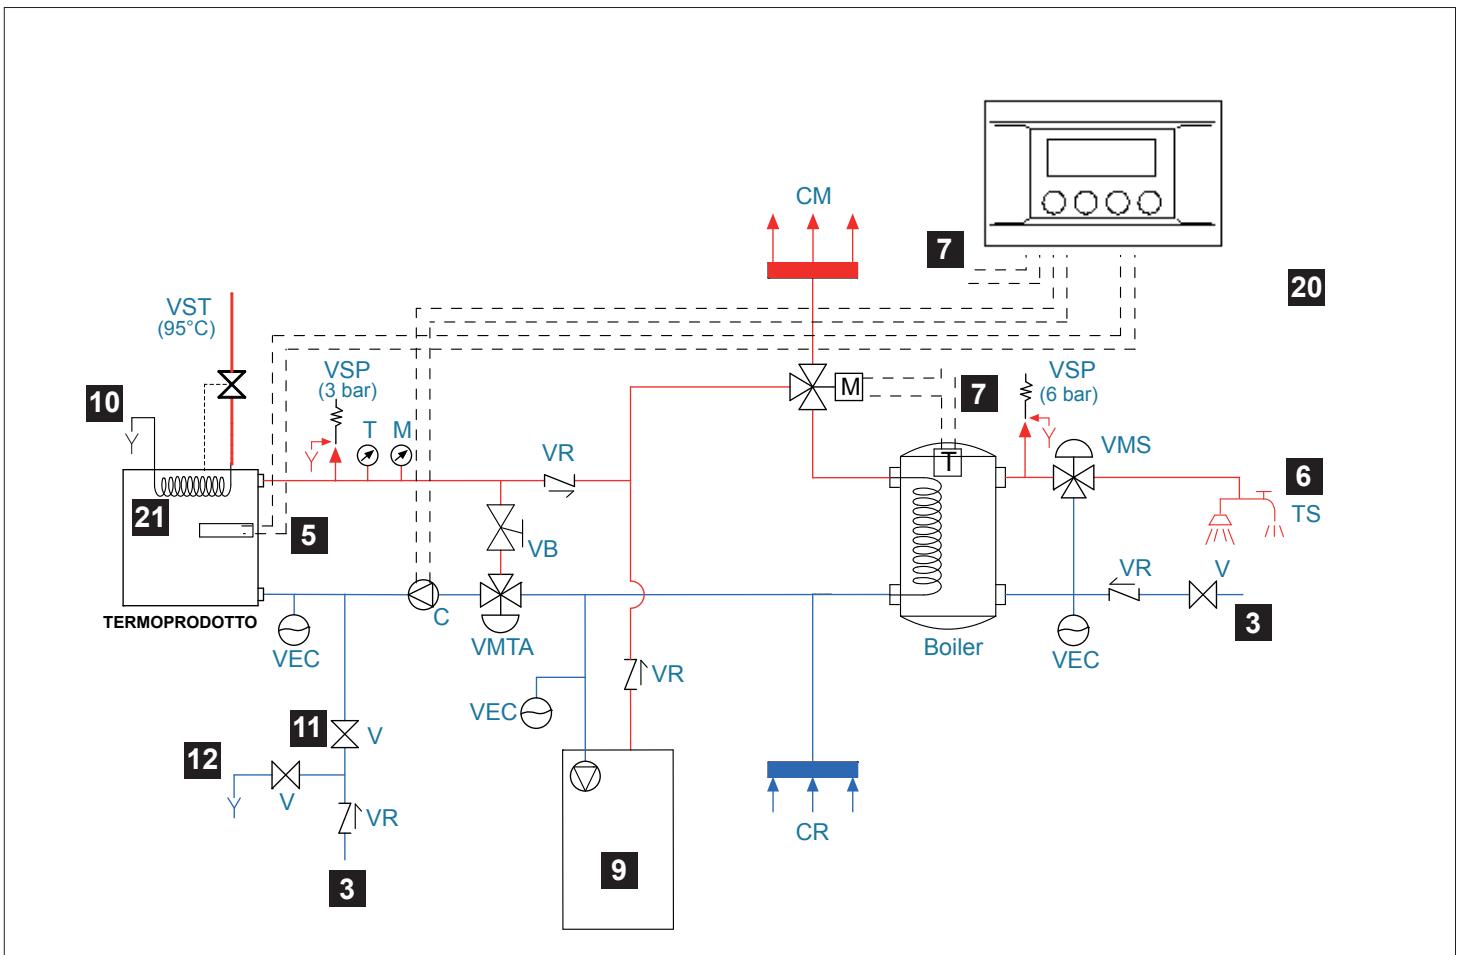 CM
7
20
VST
(95°C)
VSP
(3 bar)
10
T
M
M
7
VSP
(6 bar)
VR
VMS
T
6
TS
21
5
VB
VR
V
TERMOPRODOTTO
C
3
VEC
VMTA
Boiler
VEC
VR
VEC
11
V
12
V
VR
CR
9
3